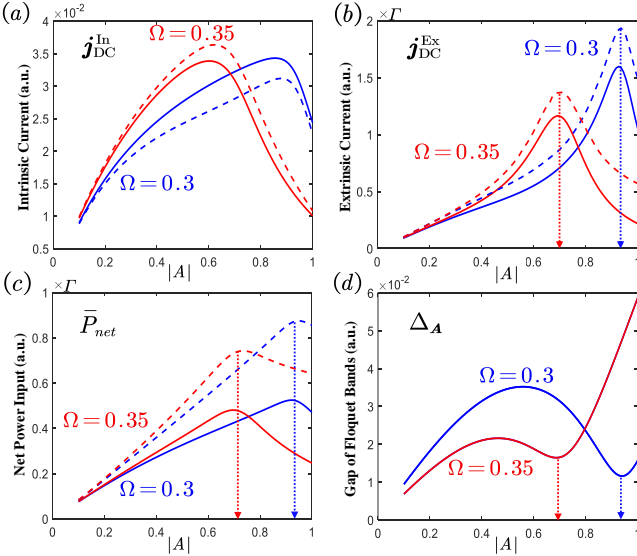 (a)
×10⁻²
j_DC^In
Ω=0.35
Ω=0.3
Intrinsic Current (a.u.)
4
3.5
3
2.5
2
1.5
1
0.5
0 0.2 0.4 0.6 0.8 1
|A|
(b)
×Γ
j_DC^Ex
Ω=0.3
Ω=0.35
Extrinsic Current (a.u.)
2
1.5
1
0.5
0
0 0.2 0.4 0.6 0.8 1
|A|
(c)
×Γ
P̄_net
Ω=0.35
Ω=0.3
Net Power Input (a.u.)
1
0.8
0.6
0.4
0.2
0
0 0.2 0.4 0.6 0.8 1
|A|
(d)
×10⁻²
Δ_A
Ω=0.3
Ω=0.35
Gap of Floquet Bands (a.u.)
6
5
4
3
2
1
0
0 0.2 0.4 0.6 0.8 1
|A|